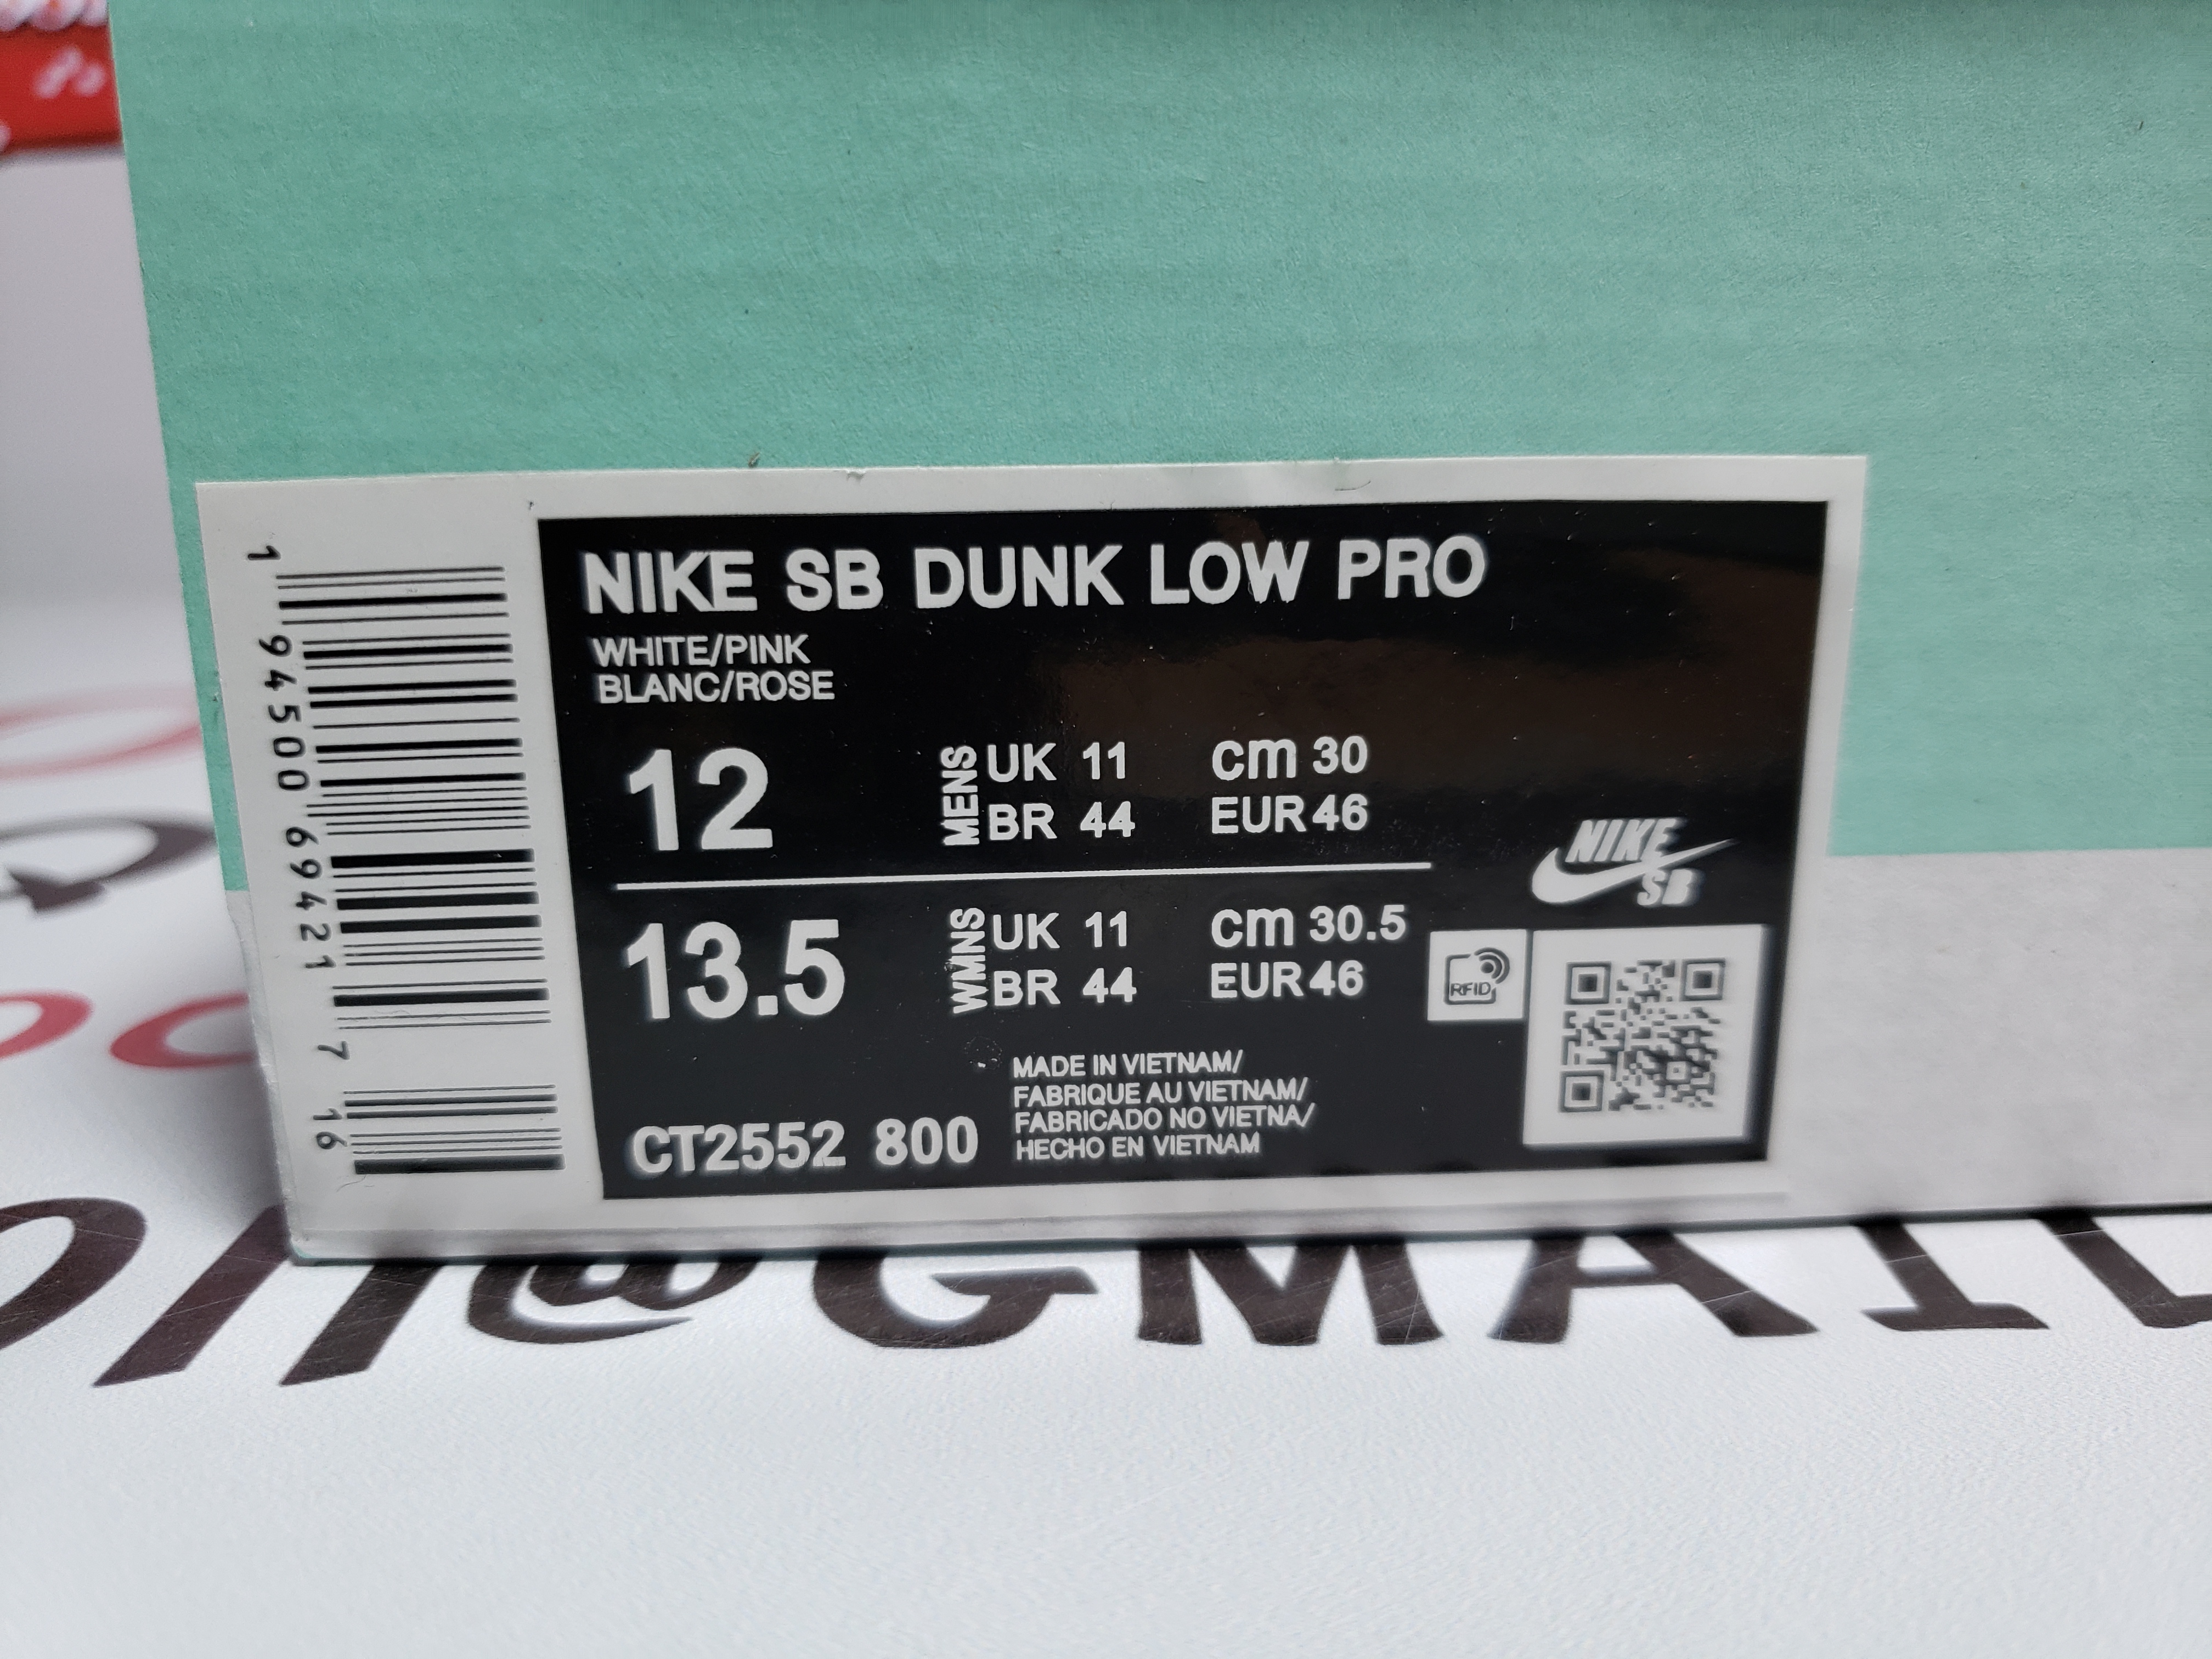 NIKE SB DUNK LOW PRO
WHITE/PINK
BLANC/ROSE
12
MENS
UK 11 cm 30
BR 44 EUR 46
13.5
WMNS
UK 11 cm 30.5
BR 44 EUR 46
NIKE
SB
RFID
MADE IN VIETNAM/
FABRIQUE AU VIETNAM/
FABRICADO NO VIETNA/
HECHO EN VIETNAM
CT2552 800
1 94500 69421 7 16
@GMAIL